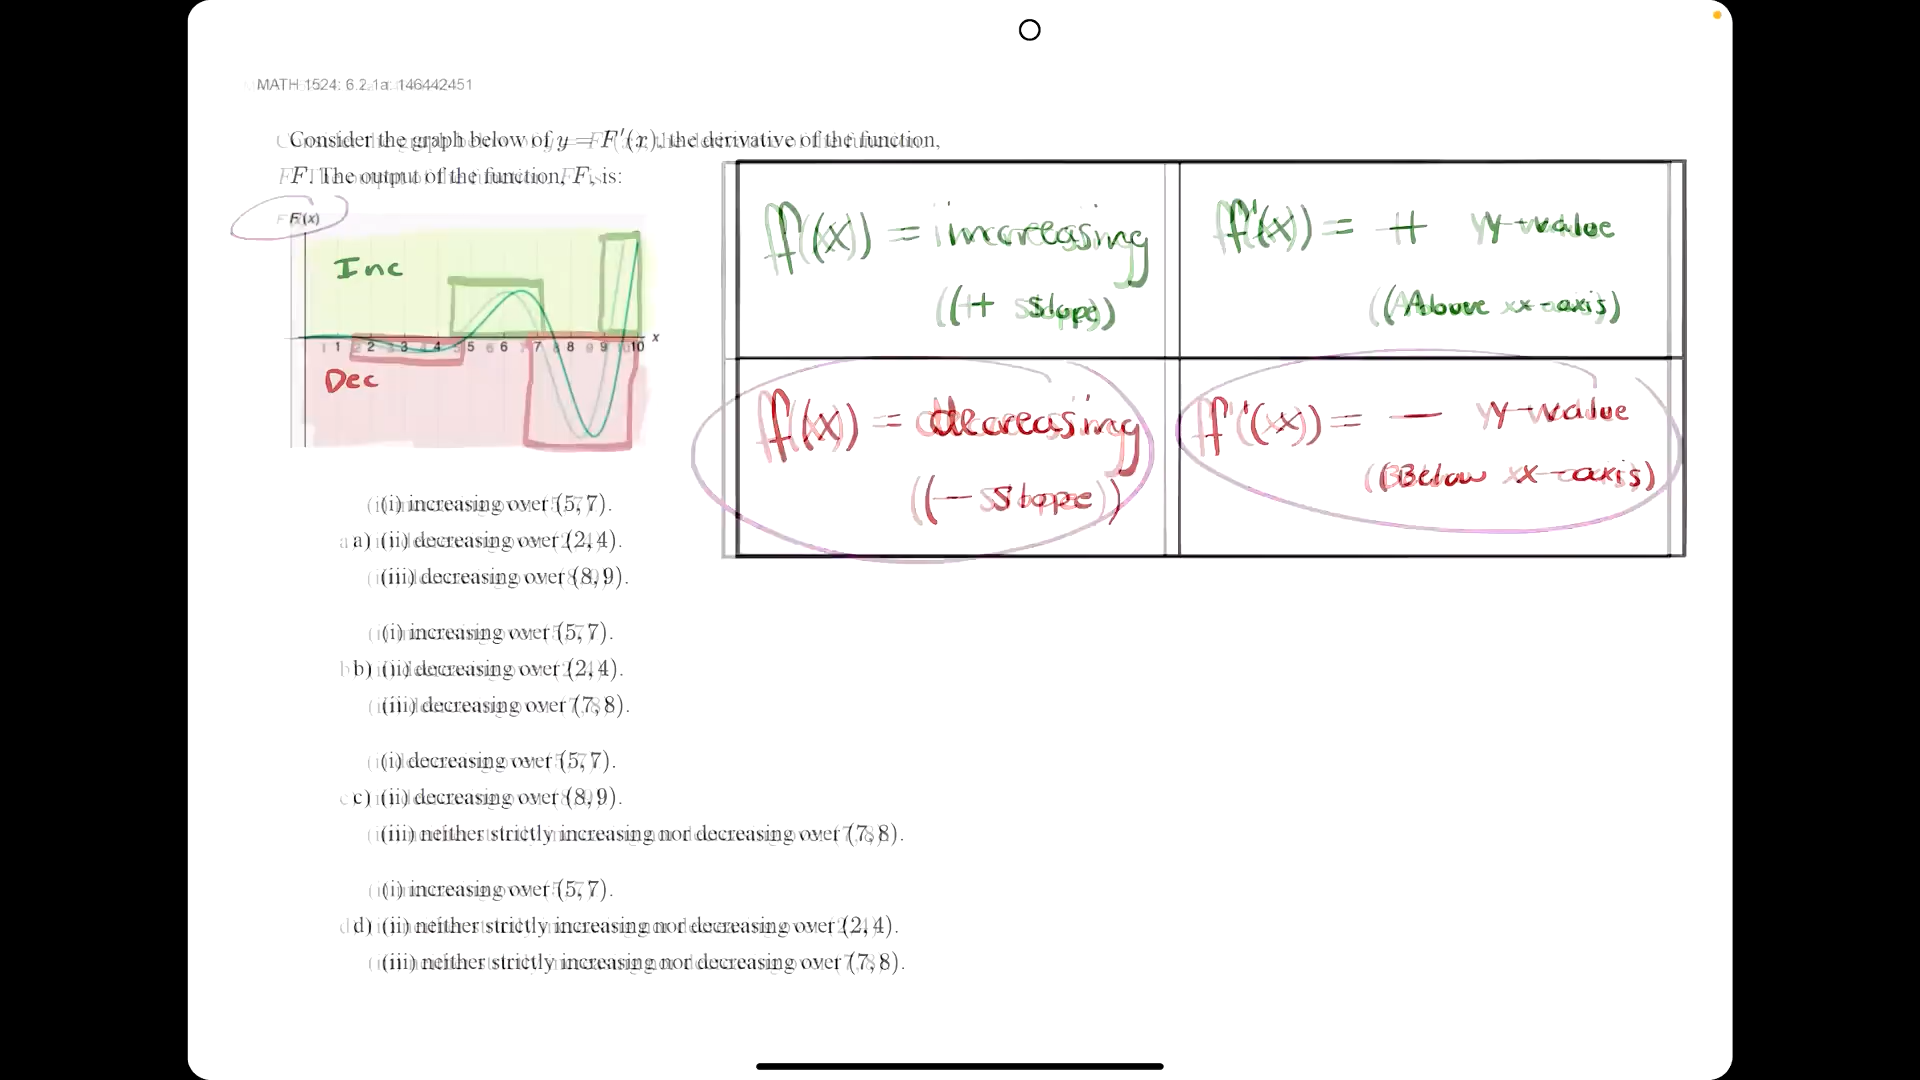 MATH 1524: 6.2.1a: 146442451
Consider the graph below of y = F′(x), the derivative of the function,
F. The output of the function, F, is:
F(x)
Inc
x
1 2 3 4 5 6 7 8 9 10
Dec
f(x) = increasing
(+ Slope)
f'(x) = + y-value
(Above x-axis)
f(x) = decreasing
(- Slope)
f'(x) = - y-value
(Below x-axis)
(i) increasing over (5, 7).
a) (ii) decreasing over (2, 4).
(iii) decreasing over (8, 9).
(i) increasing over (5, 7).
b) (ii) decreasing over (2, 4).
(iii) decreasing over (7, 8).
(i) decreasing over (5, 7).
c) (ii) decreasing over (8, 9).
(iii) neither strictly increasing nor decreasing over (7, 8).
(i) increasing over (5, 7).
d) (ii) neither strictly increasing nor decreasing over (2, 4).
(iii) neither strictly increasing nor decreasing over (7, 8).